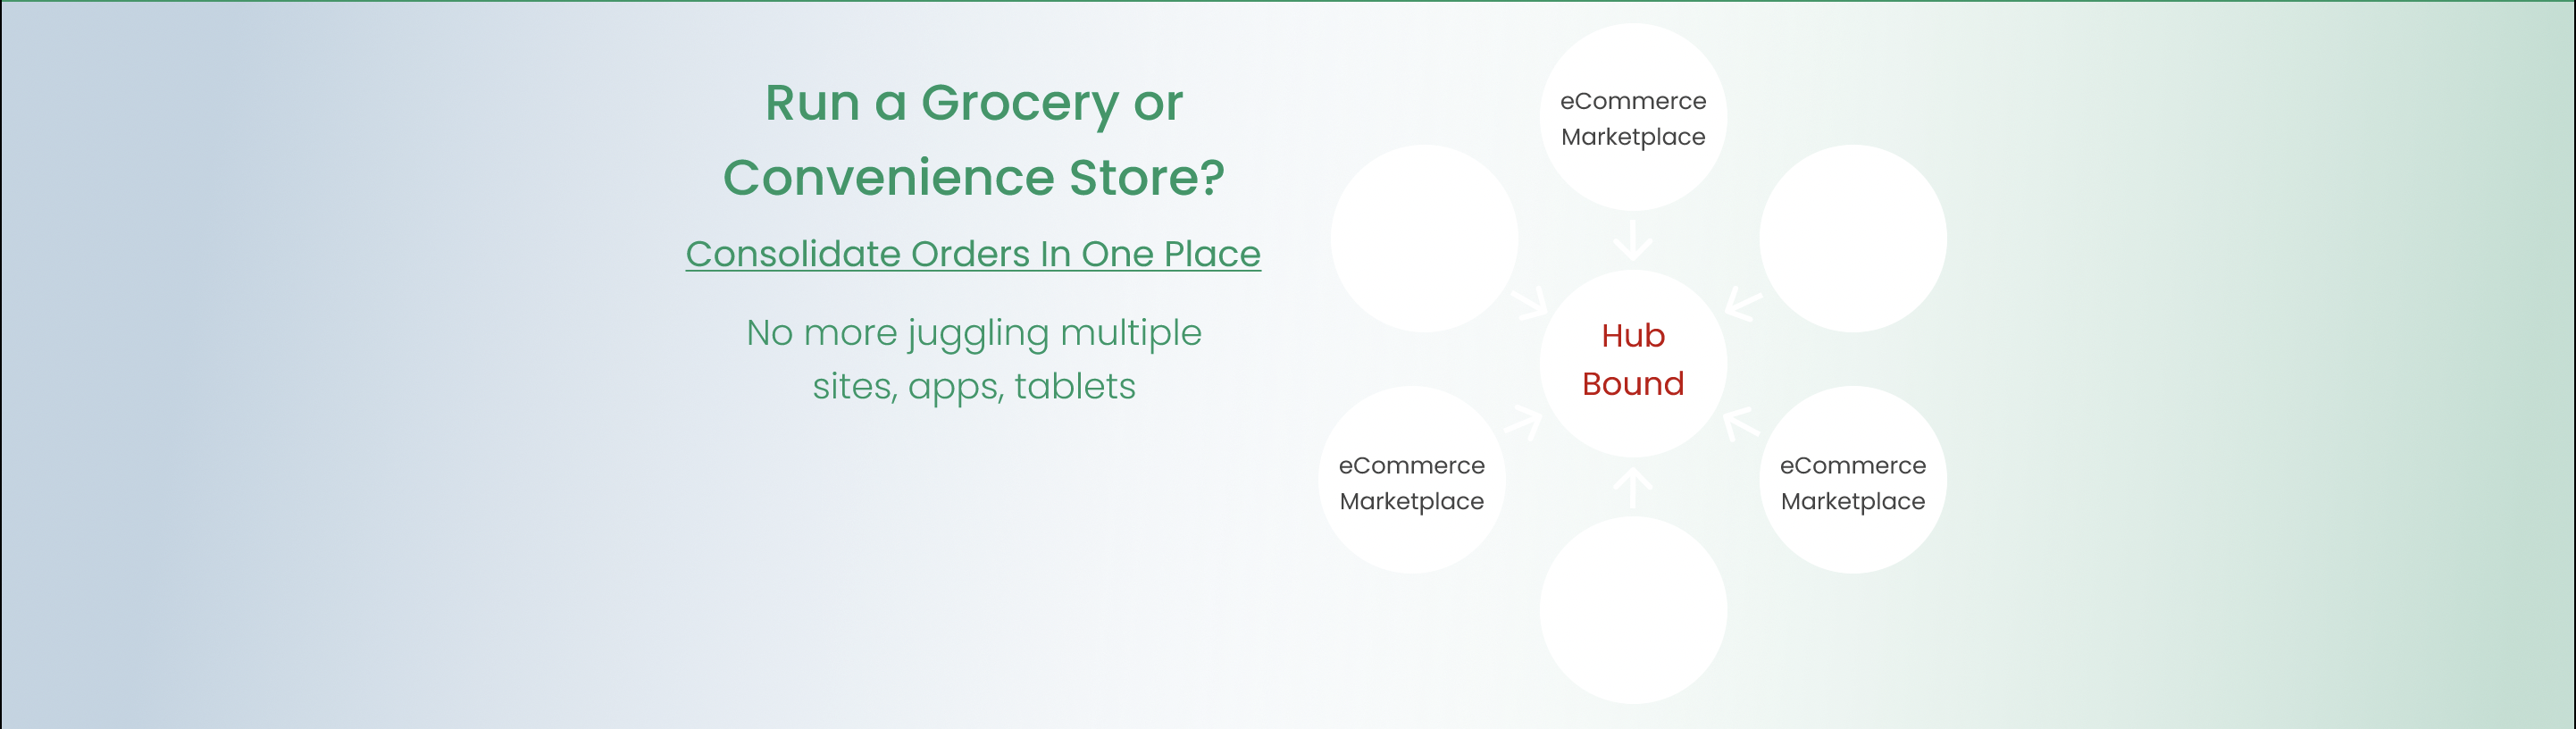 Run a Grocery or
Convenience Store?
Consolidate Orders In One Place
No more juggling multiple
sites, apps, tablets
eCommerce
Marketplace
Hub
Bound
eCommerce
Marketplace
eCommerce
Marketplace